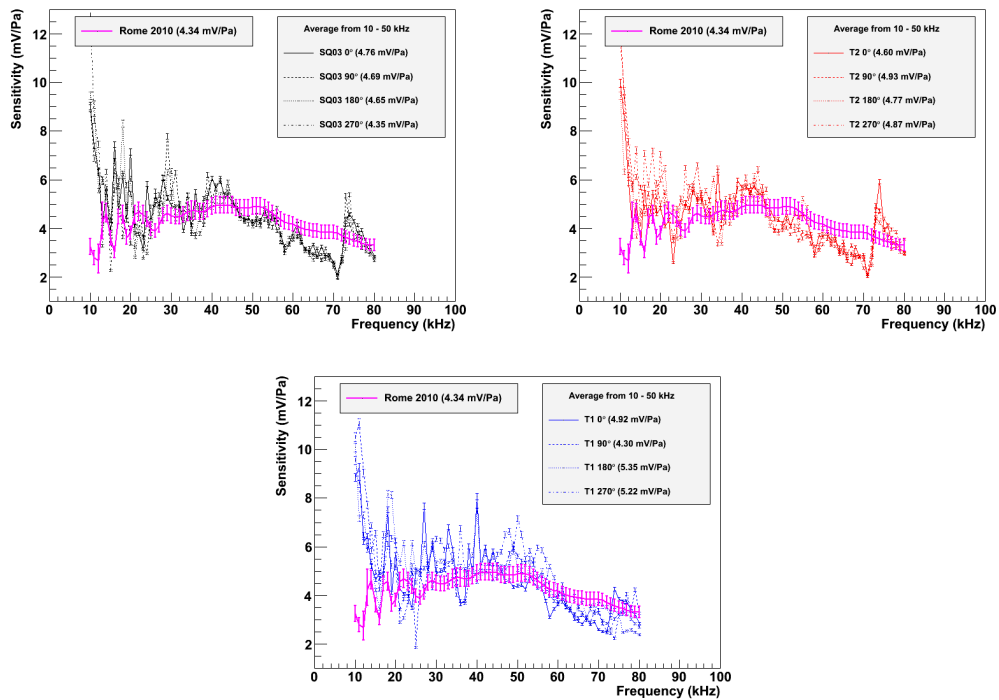 Sensitivity (mV/Pa)
12
10
8
6
4
2
Rome 2010 (4.34 mV/Pa)
Average from 10 - 50 kHz
SQ03 0° (4.76 mV/Pa)
SQ03 90° (4.69 mV/Pa)
SQ03 180° (4.65 mV/Pa)
SQ03 270° (4.35 mV/Pa)
0 10 20 30 40 50 60 70 80 90 100
Frequency (kHz)
Sensitivity (mV/Pa)
12
10
8
6
4
2
Rome 2010 (4.34 mV/Pa)
Average from 10 - 50 kHz
T2 0° (4.60 mV/Pa)
T2 90° (4.93 mV/Pa)
T2 180° (4.77 mV/Pa)
T2 270° (4.87 mV/Pa)
0 10 20 30 40 50 60 70 80 90 100
Frequency (kHz)
Sensitivity (mV/Pa)
12
10
8
6
4
2
Rome 2010 (4.34 mV/Pa)
Average from 10 - 50 kHz
T1 0° (4.92 mV/Pa)
T1 90° (4.30 mV/Pa)
T1 180° (5.35 mV/Pa)
T1 270° (5.22 mV/Pa)
0 10 20 30 40 50 60 70 80 90 100
Frequency (kHz)